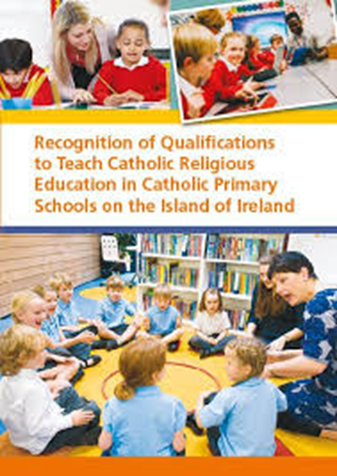 Recognition of Qualifications
to Teach Catholic Religious
Education in Catholic Primary
Schools on the Island of Ireland